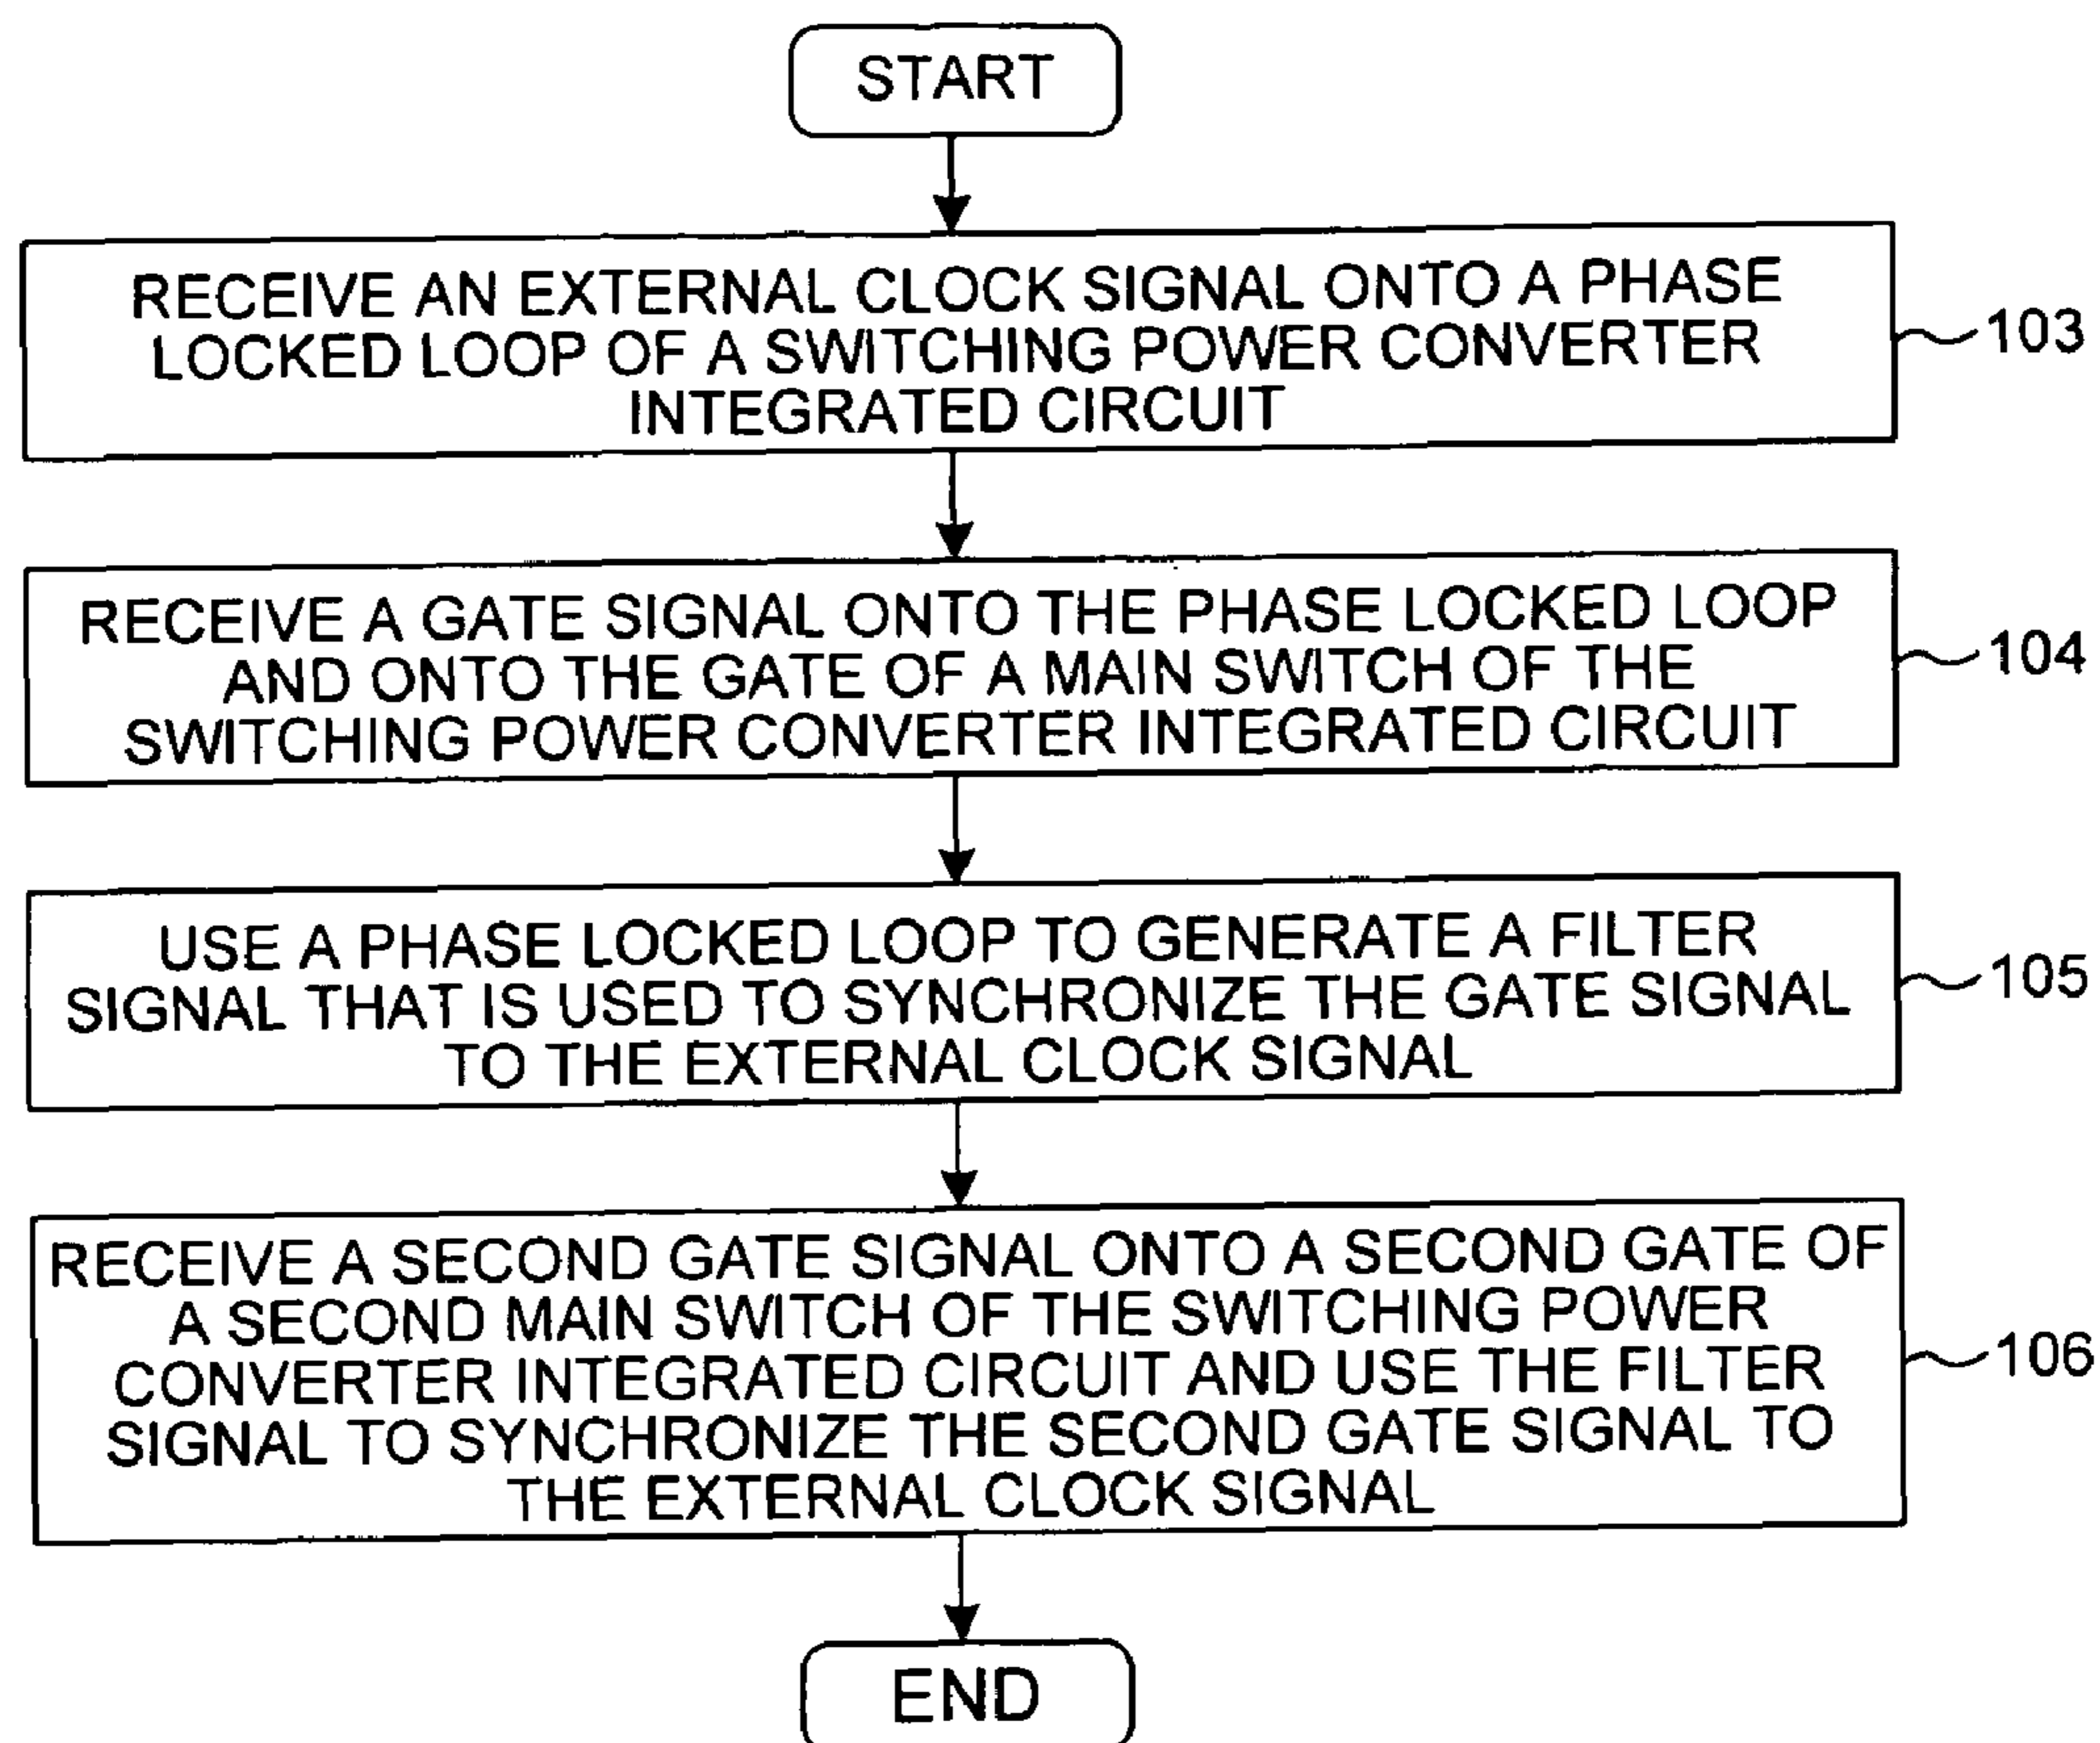 START
RECEIVE AN EXTERNAL CLOCK SIGNAL ONTO A PHASE
LOCKED LOOP OF A SWITCHING POWER CONVERTER
INTEGRATED CIRCUIT
103
RECEIVE A GATE SIGNAL ONTO THE PHASE LOCKED LOOP
AND ONTO THE GATE OF A MAIN SWITCH OF THE
SWITCHING POWER CONVERTER INTEGRATED CIRCUIT
104
USE A PHASE LOCKED LOOP TO GENERATE A FILTER
SIGNAL THAT IS USED TO SYNCHRONIZE THE GATE SIGNAL
TO THE EXTERNAL CLOCK SIGNAL
105
RECEIVE A SECOND GATE SIGNAL ONTO A SECOND GATE OF
A SECOND MAIN SWITCH OF THE SWITCHING POWER
CONVERTER INTEGRATED CIRCUIT AND USE THE FILTER
SIGNAL TO SYNCHRONIZE THE SECOND GATE SIGNAL TO
THE EXTERNAL CLOCK SIGNAL
106
END